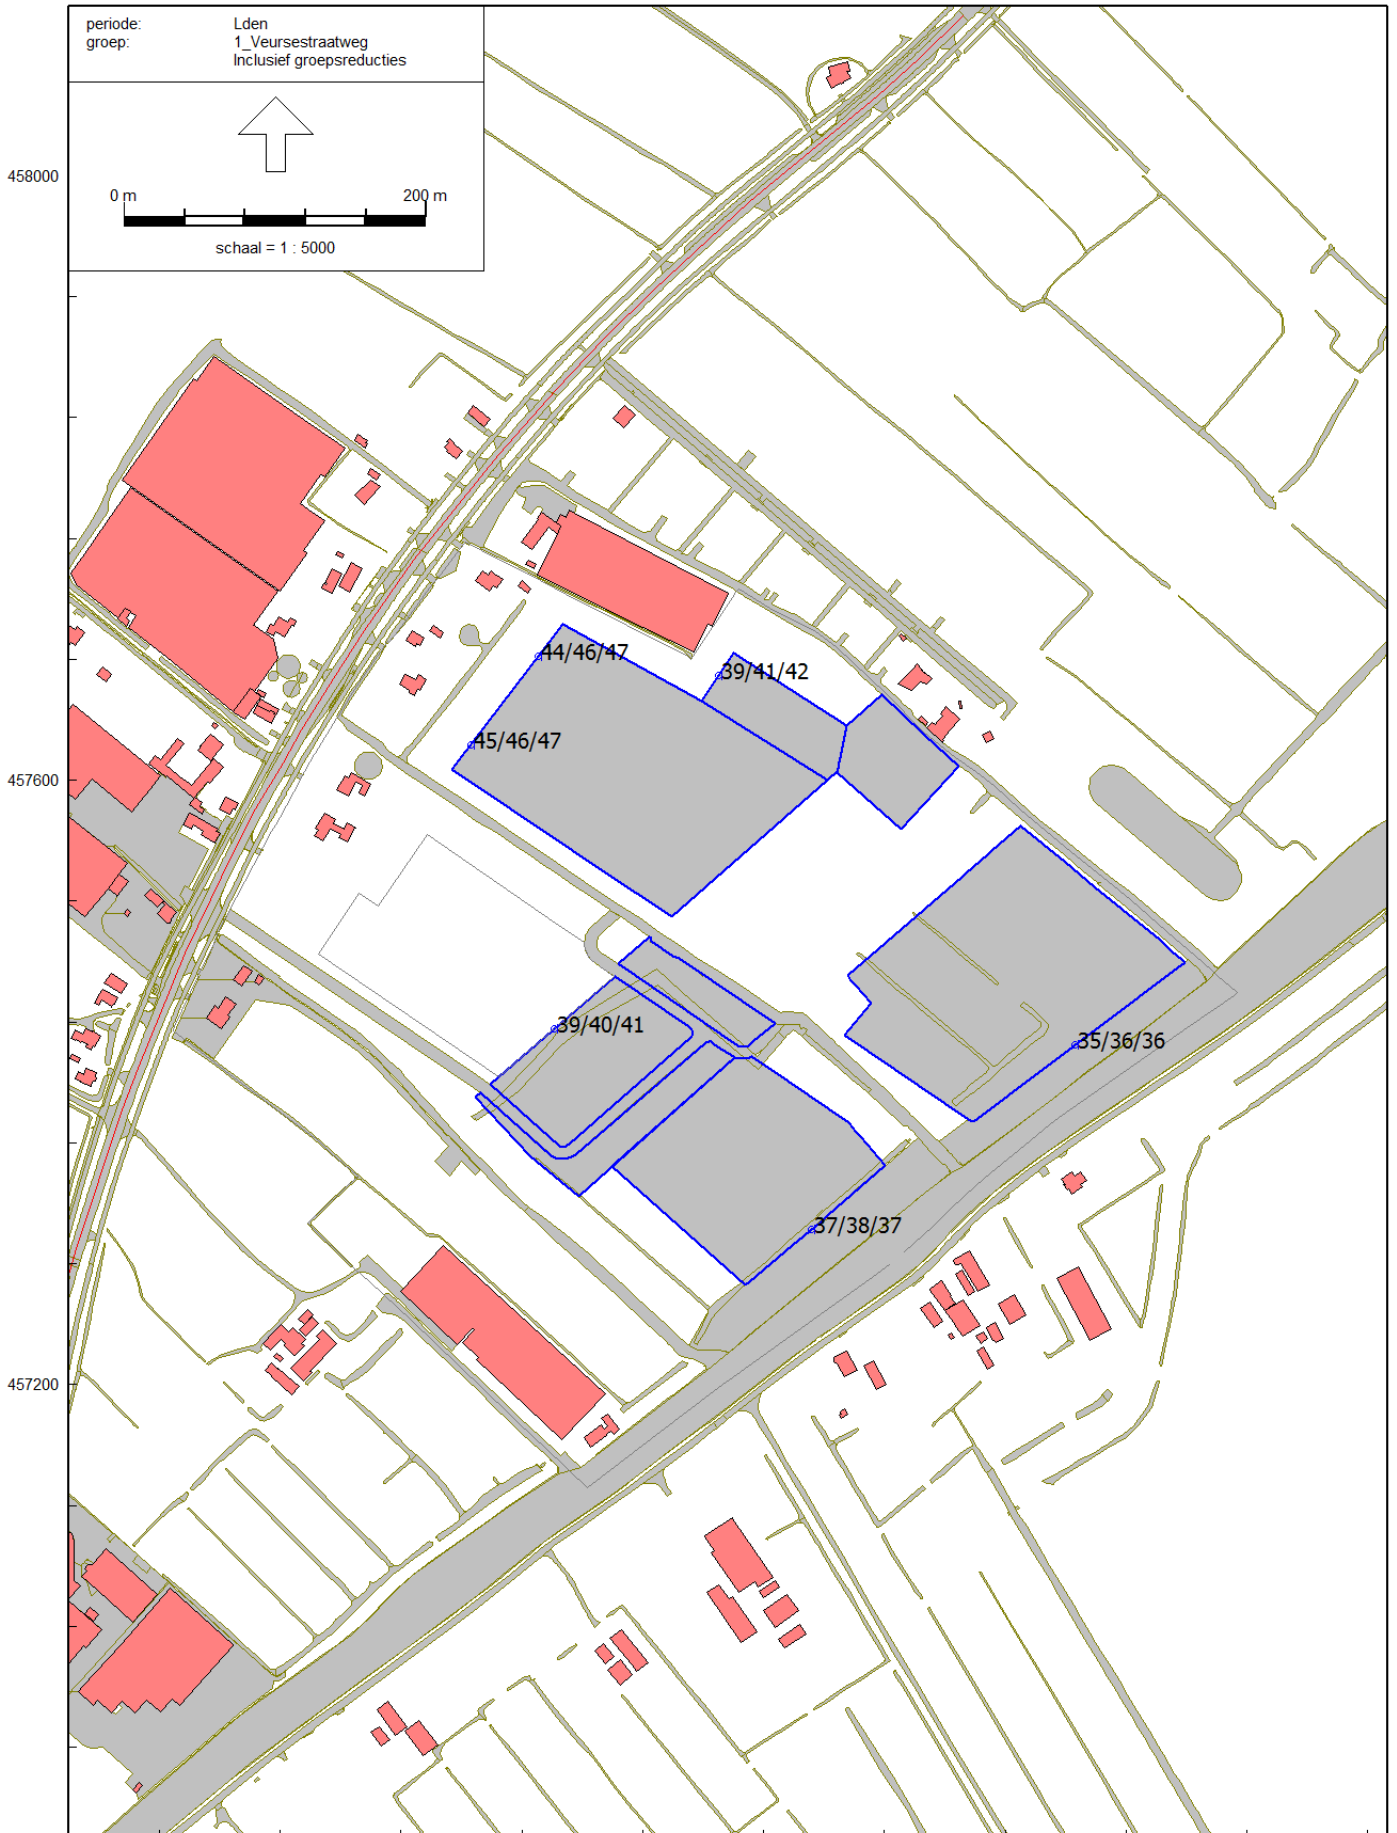 periode: Lden
groep: 1_Veursestraatweg
Inclusief groepsreducties
0 m 200 m
schaal = 1 : 5000
458000
44/46/47
39/41/42
45/46/47
457600
39/40/41
35/36/36
37/38/37
457200